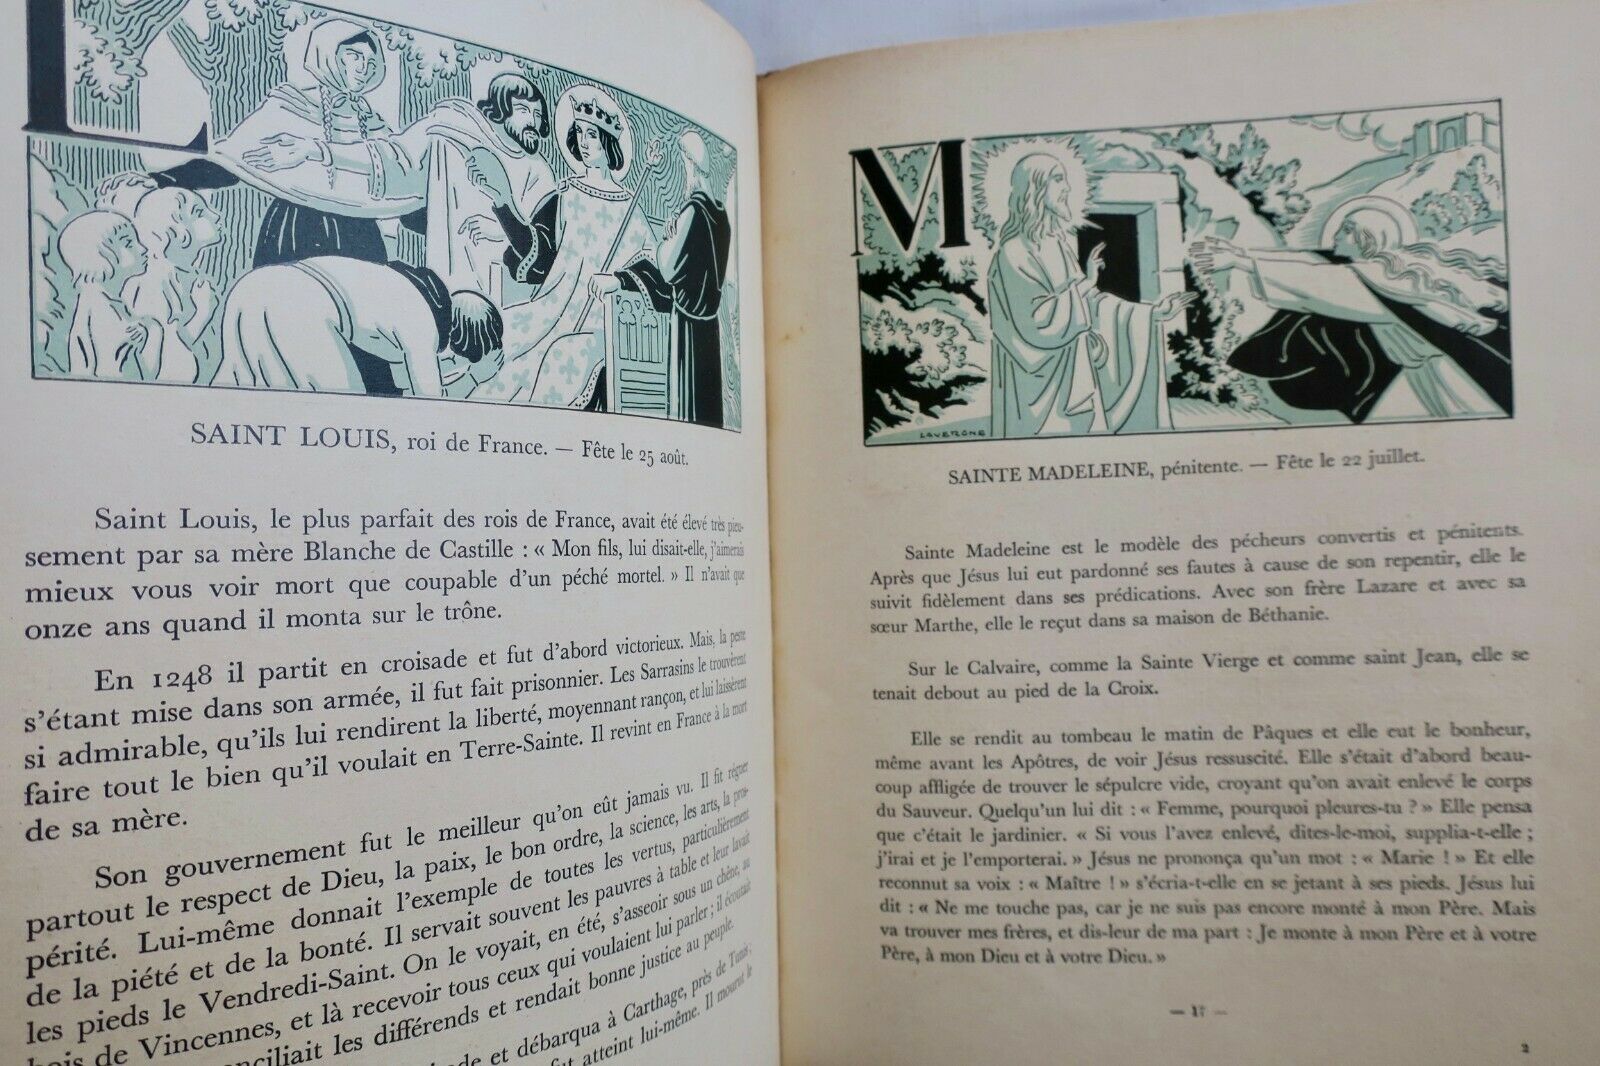 L
SAINT LOUIS, roi de France. — Fête le 25 août.
Saint Louis, le plus parfait des rois de France, avait été élevé très pieu-
sement par sa mère Blanche de Castille : « Mon fils, lui disait-elle, j'aimerais
mieux vous voir mort que coupable d'un péché mortel. » Il n'avait que
onze ans quand il monta sur le trône.
En 1248 il partit en croisade et fut d'abord victorieux. Mais, la peste
s'étant mise dans son armée, il fut fait prisonnier. Les Sarrasins le trouvèrent
si admirable, qu'ils lui rendirent la liberté, moyennant rançon, et lui laissèrent
faire tout le bien qu'il voulait en Terre-Sainte. Il revint en France à la mort
de sa mère.
Son gouvernement fut le meilleur qu'on eût jamais vu. Il fit régner
partout le respect de Dieu, la paix, le bon ordre, la science, les arts, la pros-
périté. Lui-même donnait l'exemple de toutes les vertus, particulièrement
de la piété et de la bonté. Il servait souvent les pauvres à table et leur lavait
les pieds le Vendredi-Saint. On le voyait, en été, s'asseoir sous un chêne, au
bois de Vincennes, et là recevoir tous ceux qui voulaient lui parler ; il écoutait
conciliait les différends et rendait bonne justice au peuple.
et débarqua à Carthage, près de Tunis ;
fut atteint lui-même. Il mourut le
M
LAVERGNE
SAINTE MADELEINE, pénitente. — Fête le 22 juillet.
Sainte Madeleine est le modèle des pécheurs convertis et pénitents.
Après que Jésus lui eut pardonné ses fautes à cause de son repentir, elle le
suivit fidèlement dans ses prédications. Avec son frère Lazare et avec sa
sœur Marthe, elle le reçut dans sa maison de Béthanie.
Sur le Calvaire, comme la Sainte Vierge et comme saint Jean, elle se
tenait debout au pied de la Croix.
Elle se rendit au tombeau le matin de Pâques et elle eut le bonheur,
même avant les Apôtres, de voir Jésus ressuscité. Elle s'était d'abord beau-
coup affligée de trouver le sépulcre vide, croyant qu'on avait enlevé le corps
du Sauveur. Quelqu'un lui dit : « Femme, pourquoi pleures-tu ? » Elle pensa
que c'était le jardinier. « Si vous l'avez enlevé, dites-le-moi, supplia-t-elle ;
j'irai et je l'emporterai. » Jésus ne prononça qu'un mot : « Marie ! » Et elle
reconnut sa voix : « Maître ! » s'écria-t-elle en se jetant à ses pieds. Jésus lui
dit : « Ne me touche pas, car je ne suis pas encore monté à mon Père. Mais
va trouver mes frères, et dis-leur de ma part : Je monte à mon Père et à votre
Père, à mon Dieu et à votre Dieu. »
2